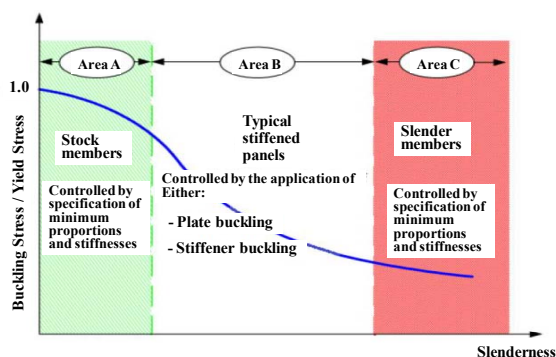 Area A
Area B
Area C
1.0
Buckling Stress / Yield Stress
Stock
members
Controlled by
specification of
minimum
proportions
and stiffnesses
Typical
stiffened
panels
Controlled by the application of
Either:
- Plate buckling
- Stiffener buckling
Slender
members
Controlled by
specification of
minimum
proportions
and stiffnesses
Slenderness